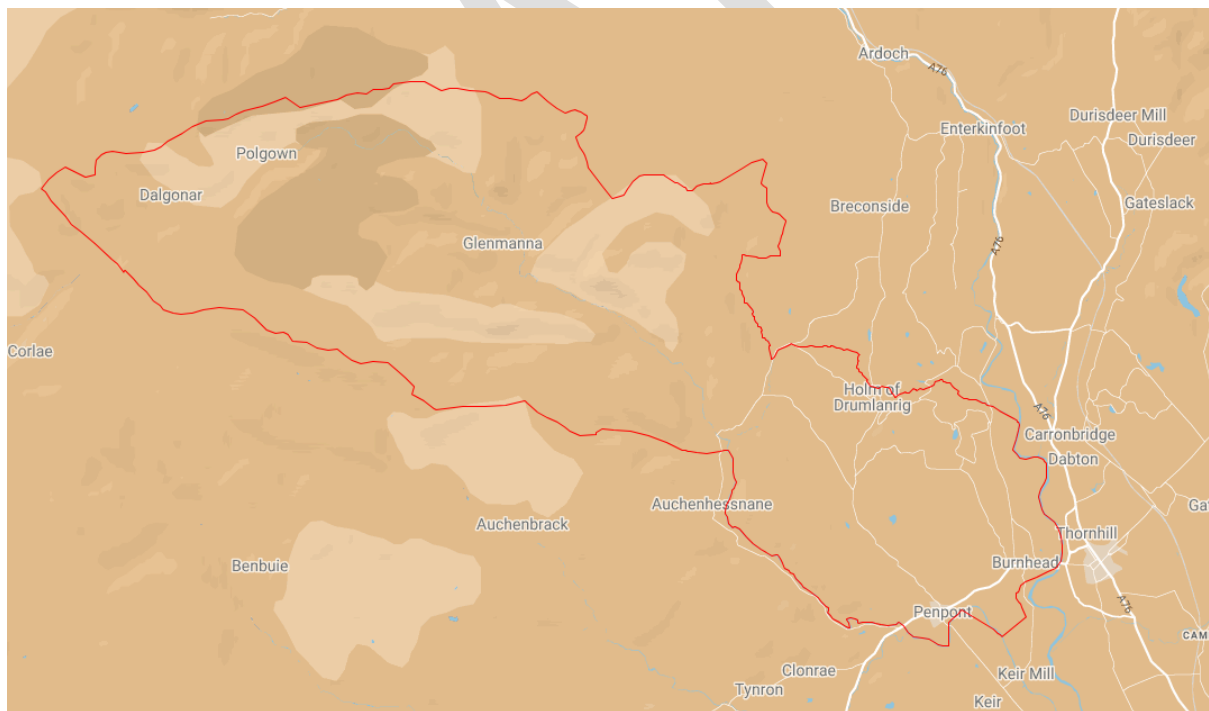 Ardoch
A76
Enterkinfoot
Durisdeer Mill
Durisdeer
Polgown
Dalgonar
Breconside
Gateslack
Glenmanna
A76
Corlae
Holm of
Drumlanrig
A76
Carronbridge
Dabton
Auchenhessnane
Auchenbrack
Thornhill
Benbuie
Burnhead
A76
Penpont
CAM
Clonrae
Keir Mill
Tynron
Keir